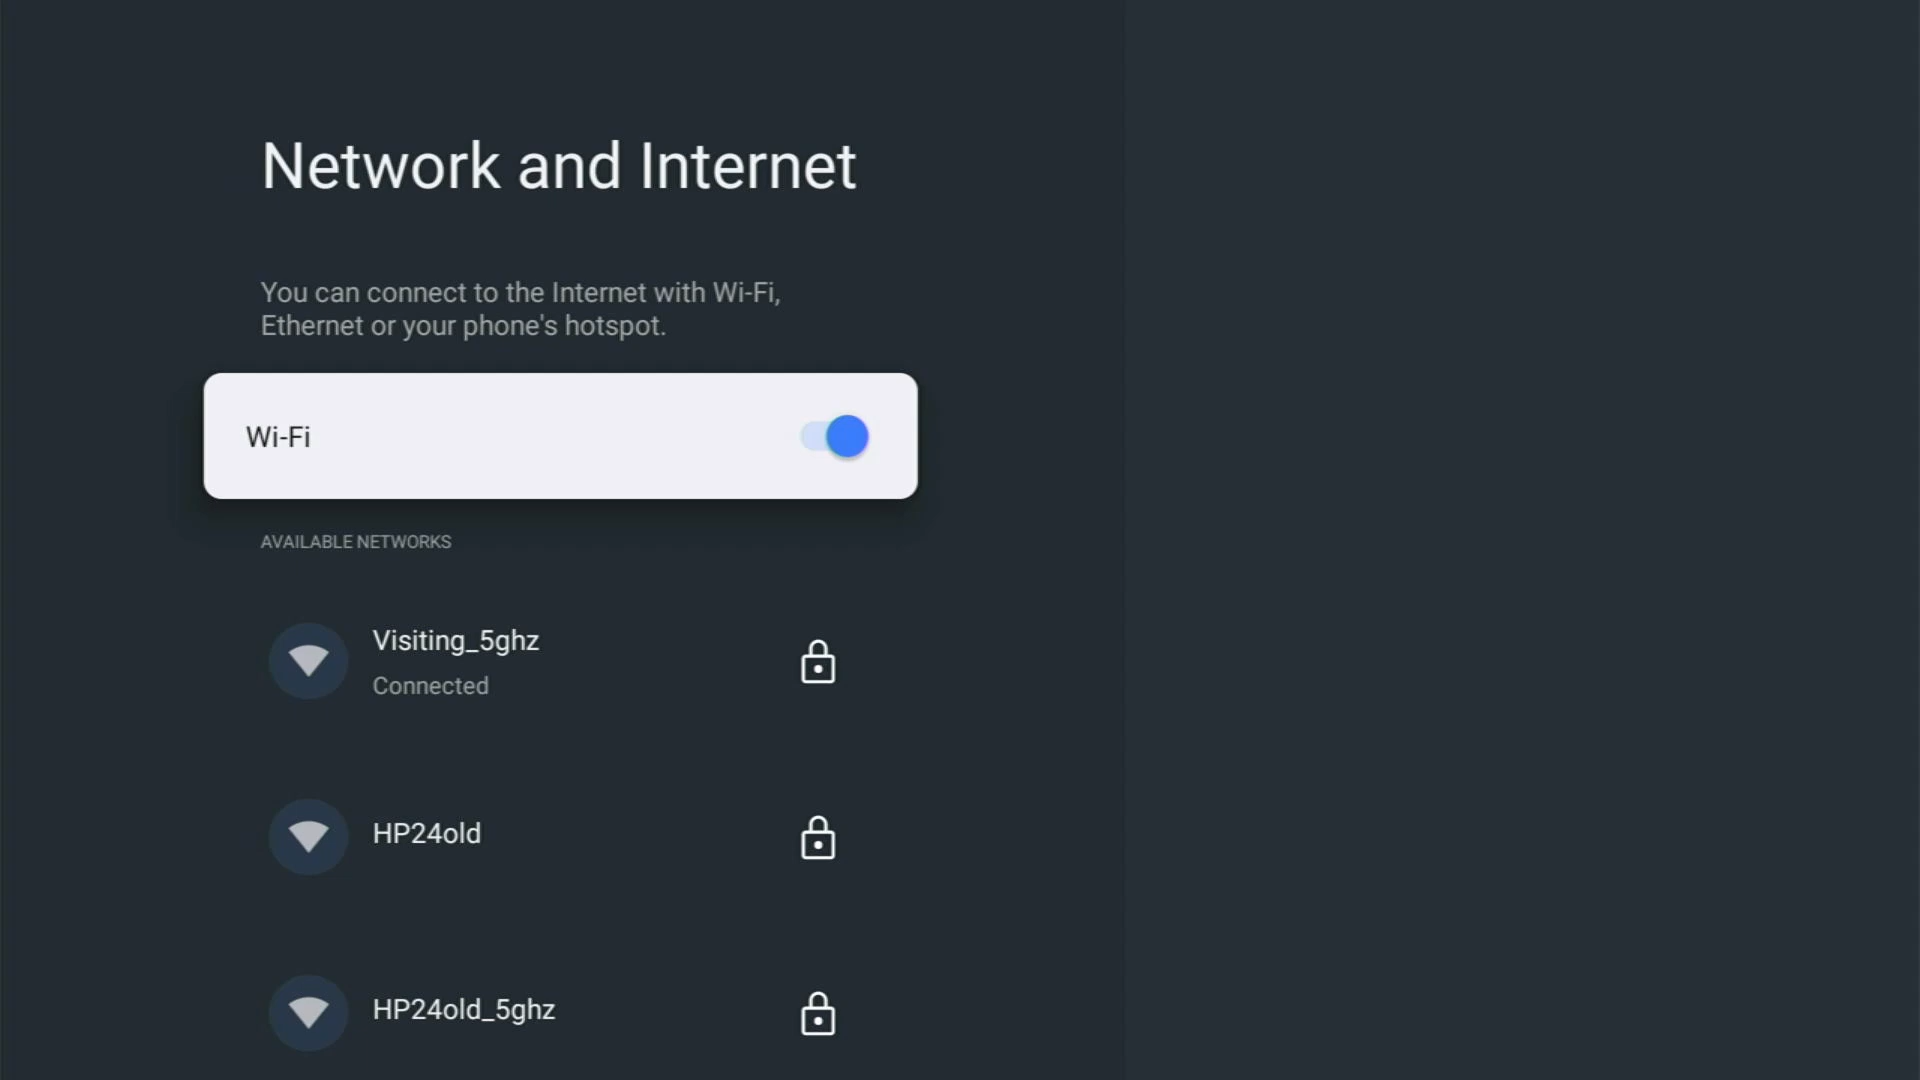 Network and Internet
You can connect to the Internet with Wi-Fi,
Ethernet or your phone's hotspot.
Wi-Fi
AVAILABLE NETWORKS
Visiting_5ghz
Connected
HP24old
HP24old_5ghz